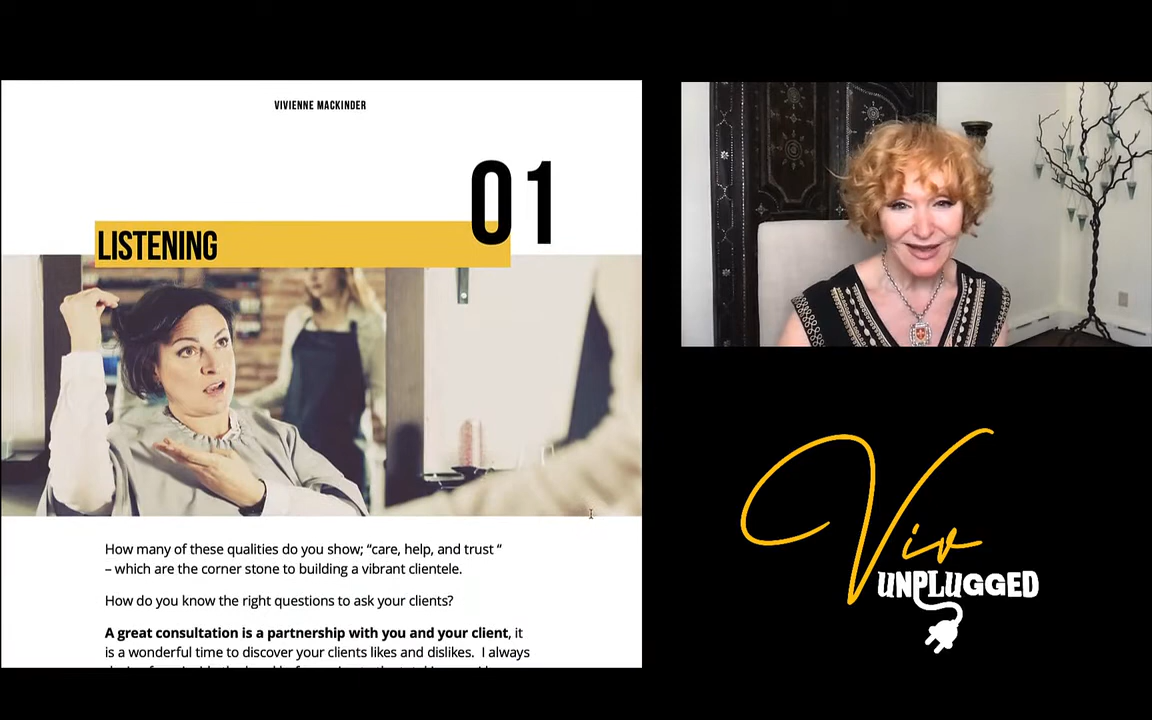 VIVIENNE MACKINDER
01
LISTENING
How many of these qualities do you show; “care, help, and trust “
– which are the corner stone to building a vibrant clientele.
How do you know the right questions to ask your clients?
A great consultation is a partnership with you and your client, it
is a wonderful time to discover your clients likes and dislikes.  I always
Viv
UNPLUGGED